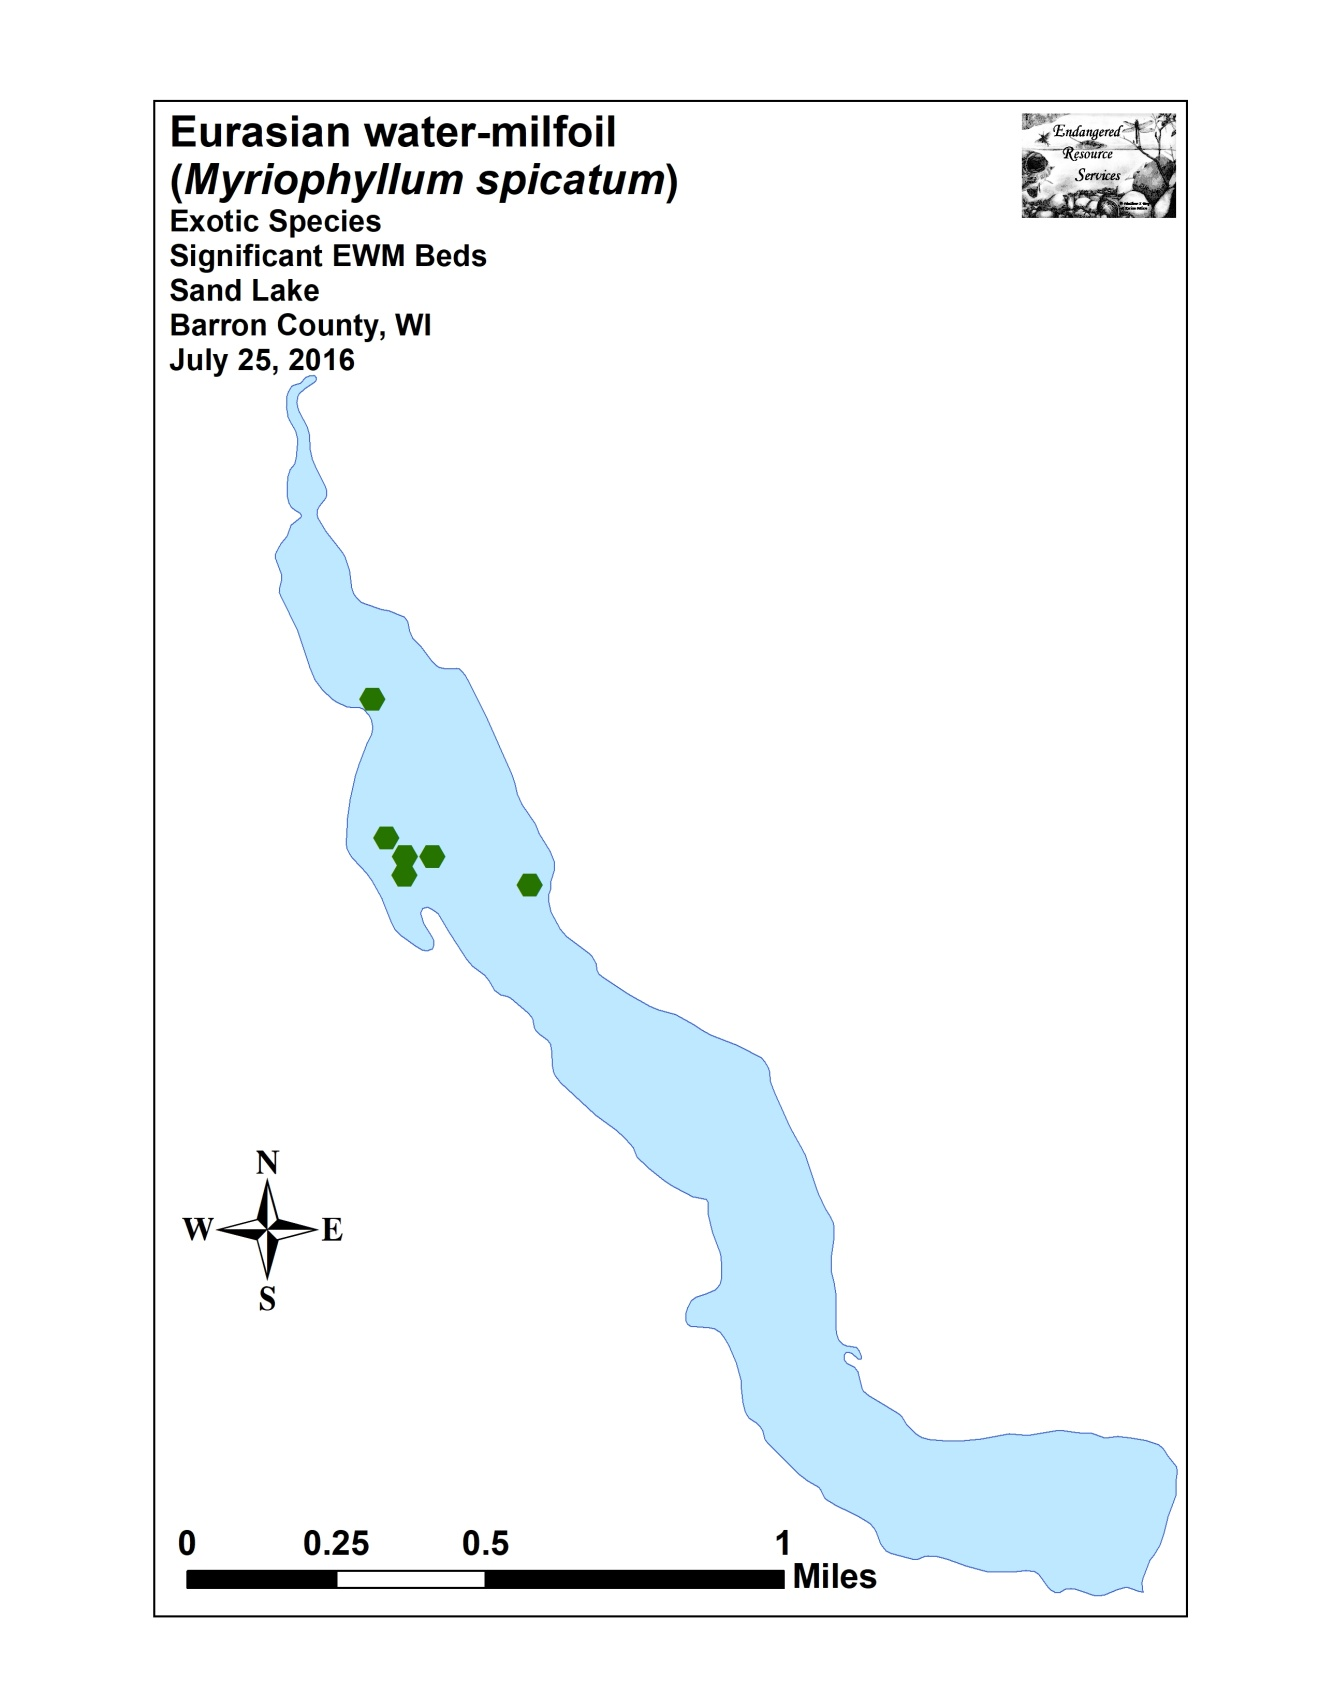 Eurasian water-milfoil
(Myriophyllum spicatum)
Exotic Species
Significant EWM Beds
Sand Lake
Barron County, WI
July 25, 2016
Endangered
Resource
Services
N
W E
S
0 0.25 0.5 1
Miles